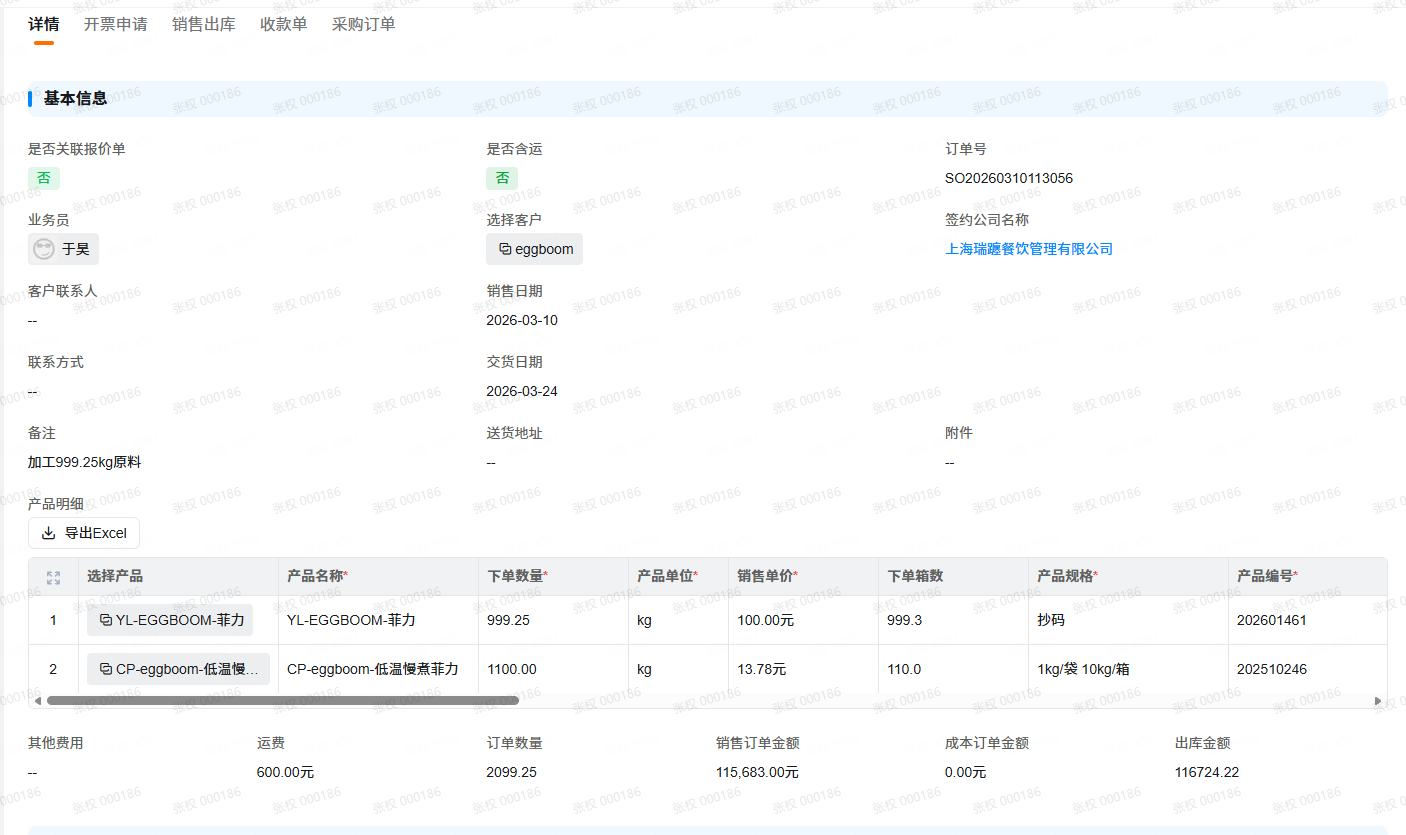 详情 开票申请 销售出库 收款单 采购订单
基本信息
是否关联报价单 是否含运 订单号
否 否 SO20260310113056
业务员 选择客户 签约公司名称
于昊 eggboom 上海瑞躔餐饮管理有限公司
客户联系人 销售日期
-- 2026-03-10
联系方式 交货日期
-- 2026-03-24
备注 送货地址 附件
加工999.25kg原料 -- --
产品明细
导出Excel
选择产品 产品名称* 下单数量* 产品单位* 销售单价* 下单箱数 产品规格* 产品编号*
1 YL-EGGBOOM-菲力 YL-EGGBOOM-菲力 999.25 kg 100.00元 999.3 抄码 202601461
2 CP-eggboom-低温慢... CP-eggboom-低温慢煮菲力 1100.00 kg 13.78元 110.0 1kg/袋 10kg/箱 202510246
其他费用 运费 订单数量 销售订单金额 成本订单金额 出库金额
-- 600.00元 2099.25 115,683.00元 0.00元 116724.22
张权 000186